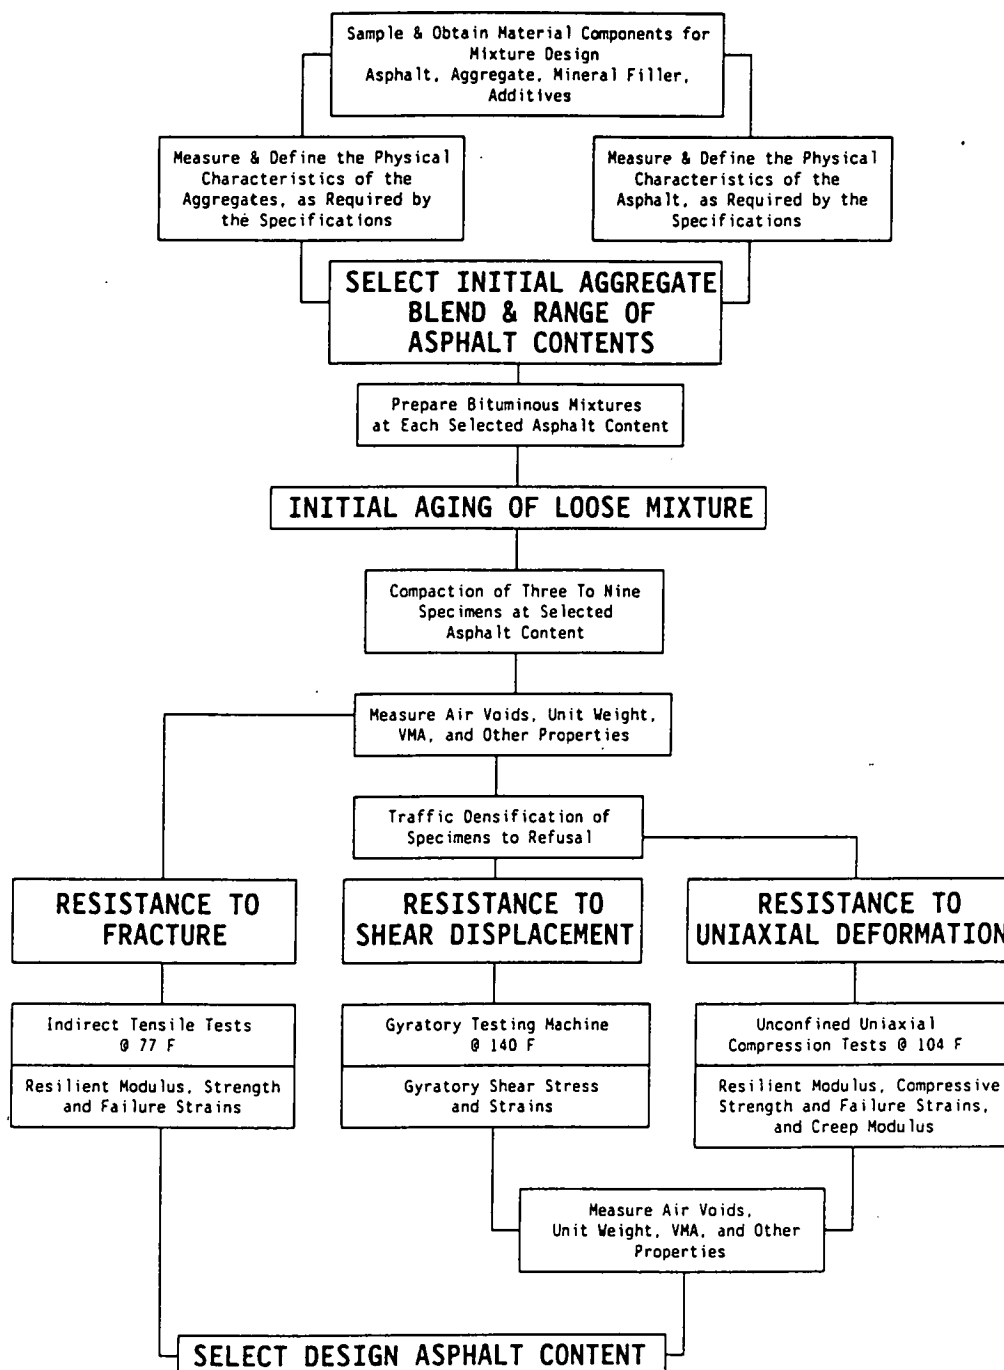 Sample & Obtain Material Components for
Mixture Design
Asphalt, Aggregate, Mineral Filler,
Additives
Measure & Define the Physical
Characteristics of the
Aggregates, as Required by
the Specifications
Measure & Define the Physical
Characteristics of the
Asphalt, as Required by the
Specifications
SELECT INITIAL AGGREGATE
BLEND & RANGE OF
ASPHALT CONTENTS
Prepare Bituminous Mixtures
at Each Selected Asphalt Content
INITIAL AGING OF LOOSE MIXTURE
Compaction of Three To Nine
Specimens at Selected
Asphalt Content
Measure Air Voids, Unit Weight,
VMA, and Other Properties
Traffic Densification of
Specimens to Refusal
RESISTANCE TO
FRACTURE
Indirect Tensile Tests
@ 77 F
Resilient Modulus, Strength
and Failure Strains
RESISTANCE TO
SHEAR DISPLACEMENT
Gyratory Testing Machine
@ 140 F
Gyratory Shear Stress
and Strains
RESISTANCE TO
UNIAXIAL DEFORMATION
Unconfined Uniaxial
Compression Tests @ 104 F
Resilient Modulus, Compressive
Strength and Failure Strains,
and Creep Modulus
Measure Air Voids,
Unit Weight, VMA, and Other
Properties
SELECT DESIGN ASPHALT CONTENT